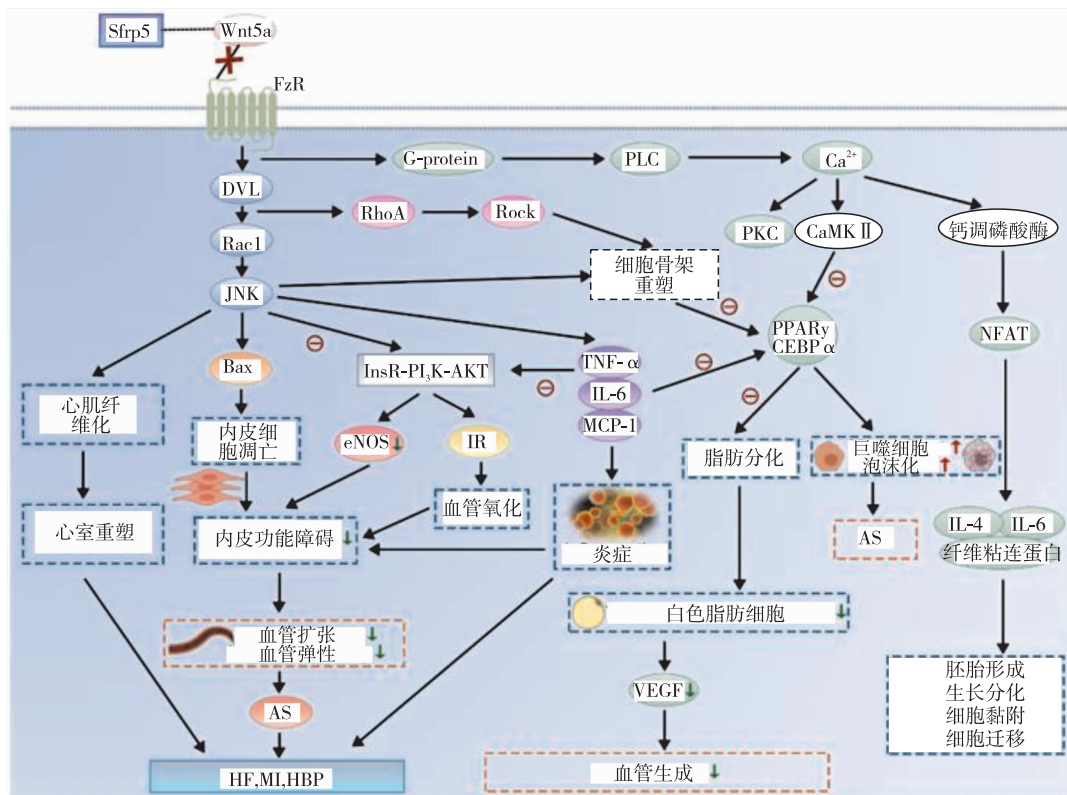 Sfrp5
Wnt5a
FzR
G-protein
PLC
Ca²⁺
DVL
RhoA
Rock
PKC
CaMKⅡ
钙调磷酸酶
Rac1
细胞骨架
重塑
JNK
PPARγ
CEBPα
NFAT
Bax
InsR-PI₃K-AKT
TNF-α
IL-6
MCP-1
心肌纤
维化
内皮细
胞凋亡
eNOS
IR
脂肪分化
巨噬细胞
泡沫化
心室重塑
内皮功能障碍
血管氧化
炎症
AS
IL-4
IL-6
纤维粘连蛋白
白色脂肪细胞
血管扩张
血管弹性
VEGF
胚胎形成
生长分化
细胞黏附
细胞迁移
AS
HF,MI,HBP
血管生成